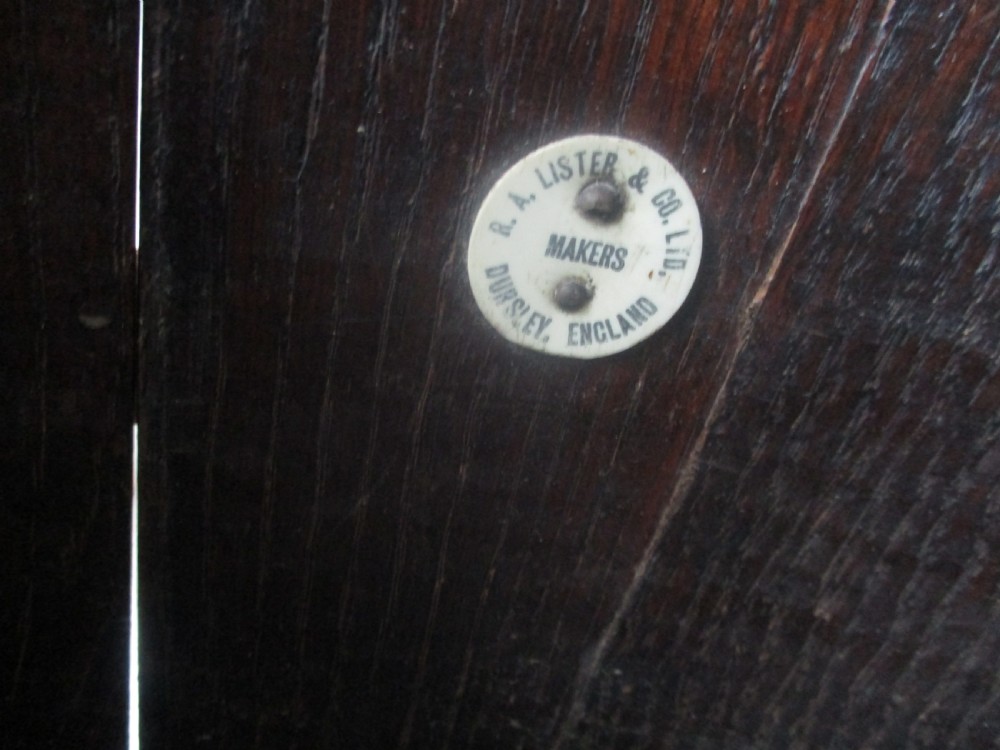 R. A. LISTER & CO. LTD.
MAKERS
DURSLEY, ENGLAND